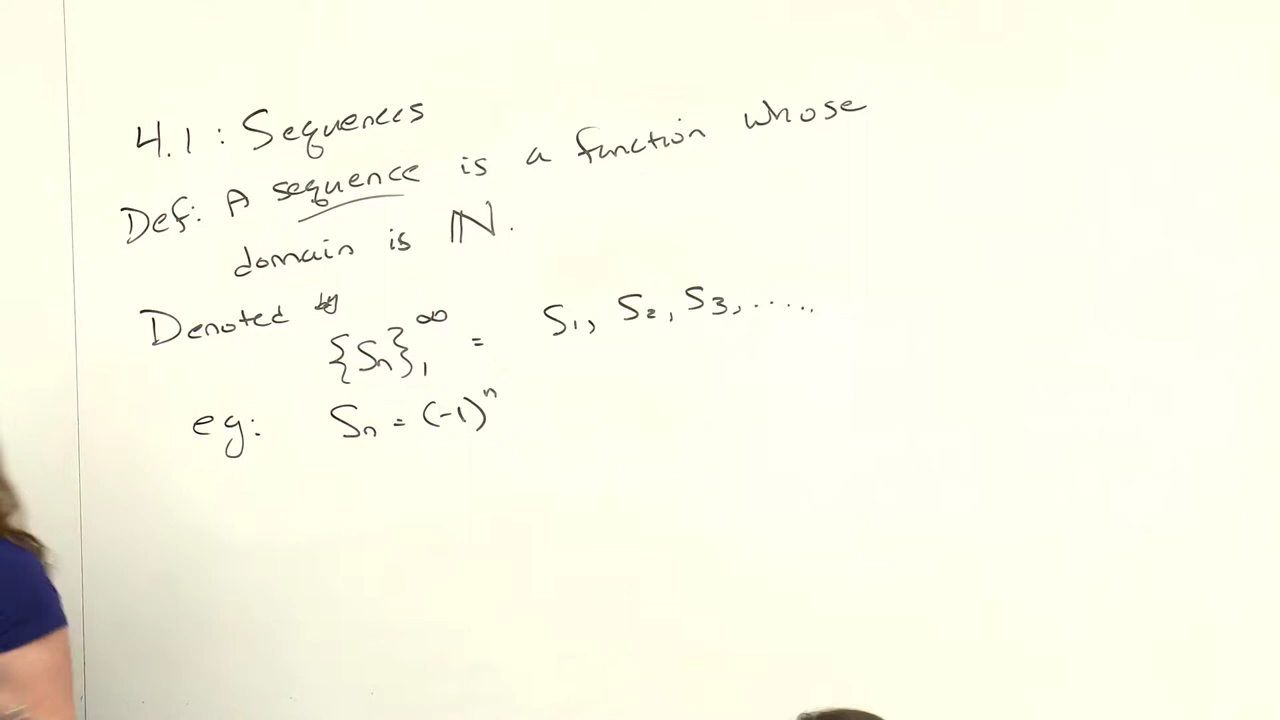 4.1: Sequences
Def: A sequence is a function whose
domain is ℕ.
Denoted by
{Sn}₁^∞ = S₁, S₂, S₃, .....
eg: Sn = (-1)^n